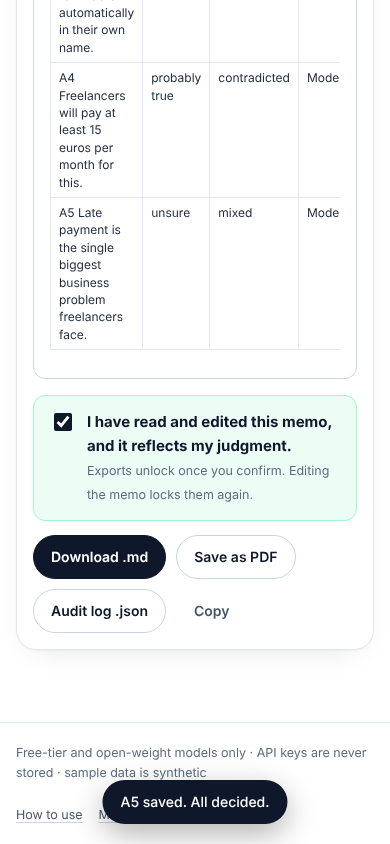 automatically
in their own
name.
A4 probably contradicted Mode
Freelancers true
will pay at
least 15
euros per
month for
this.
A5 Late unsure mixed Mode
payment is
the single
biggest
business
problem
freelancers
face.
I have read and edited this memo,
and it reflects my judgment.
Exports unlock once you confirm. Editing
the memo locks them again.
Download .md Save as PDF
Audit log .json Copy
Free-tier and open-weight models only · API keys are never
stored · sample data is synthetic
A5 saved. All decided.
How to use